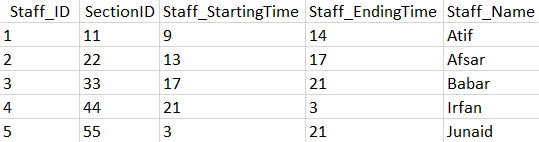 Staff_ID SectionID Staff_StartingTime Staff_EndingTime Staff_Name
1 11 9 14 Atif
2 22 13 17 Afsar
3 33 17 21 Babar
4 44 21 3 Irfan
5 55 3 21 Junaid